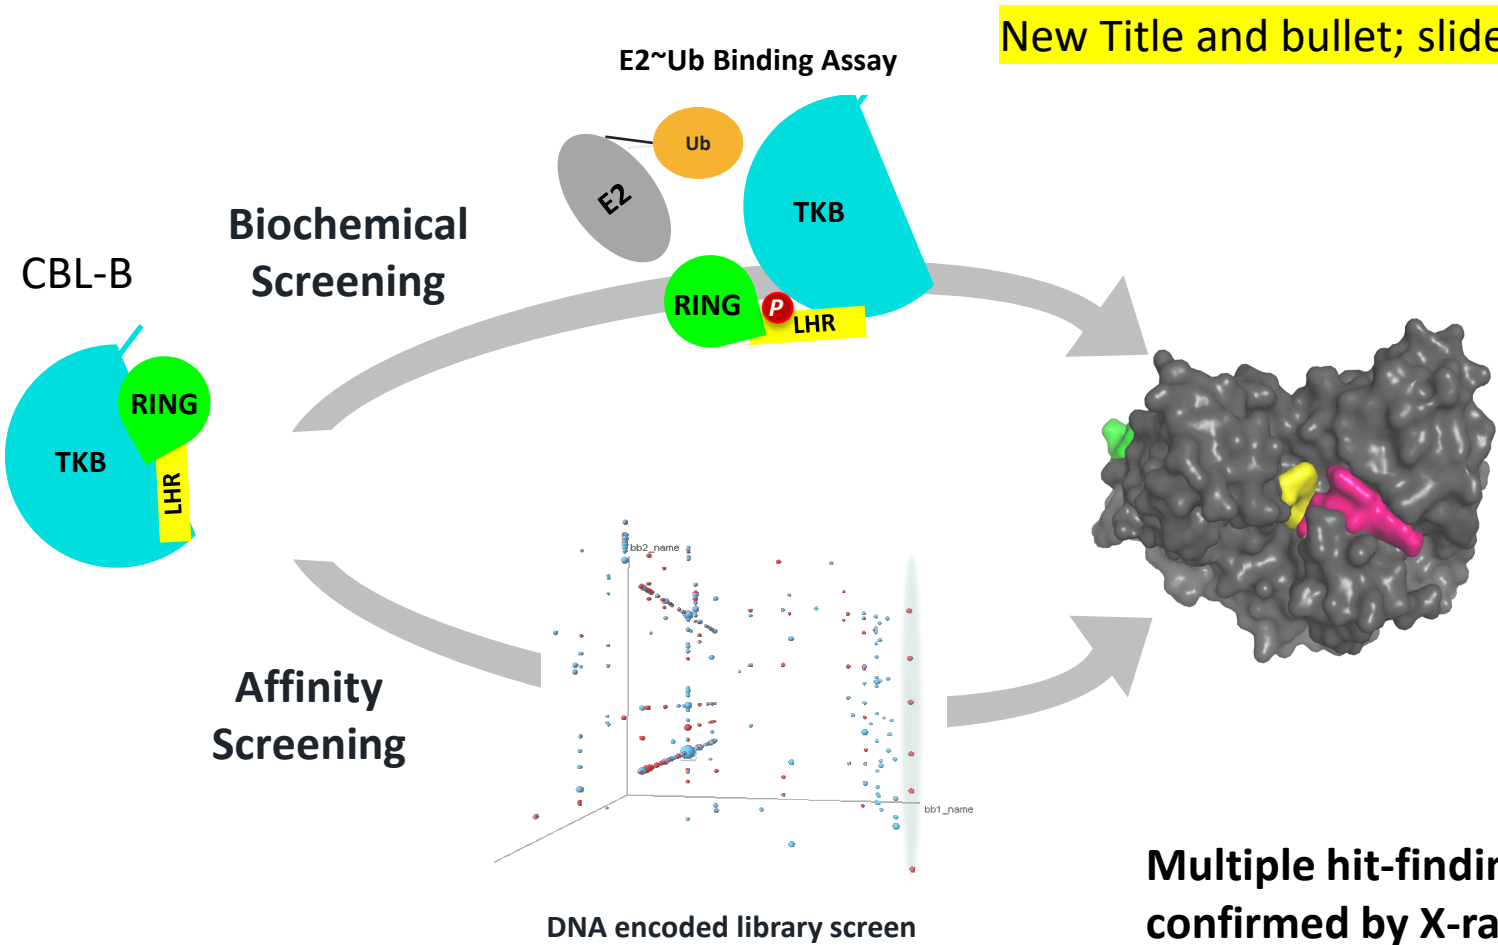 New Title and bullet; slide
E2~Ub Binding Assay
Ub
E2
TKB
Biochemical
Screening
CBL-B
RING
P
LHR
RING
TKB
LHR
bb2_name
Affinity
Screening
bb1_name
DNA encoded library screen
Multiple hit-findin
confirmed by X-ra